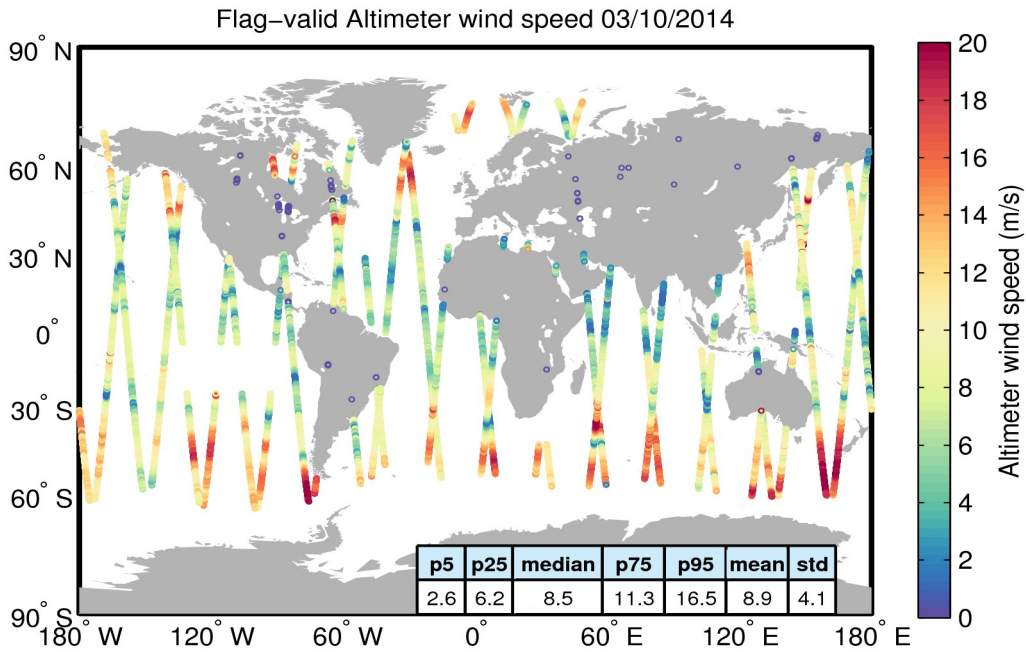 Flag−valid Altimeter wind speed 03/10/2014
90° N
60° N
30° N
0°
30° S
60° S
90° S
180° W
120° W
60° W
0°
60° E
120° E
180° E
p5 p25 median p75 p95 mean std
2.6 6.2 8.5 11.3 16.5 8.9 4.1
20
18
16
14
12
10
8
6
4
2
0
Altimeter wind speed (m/s)